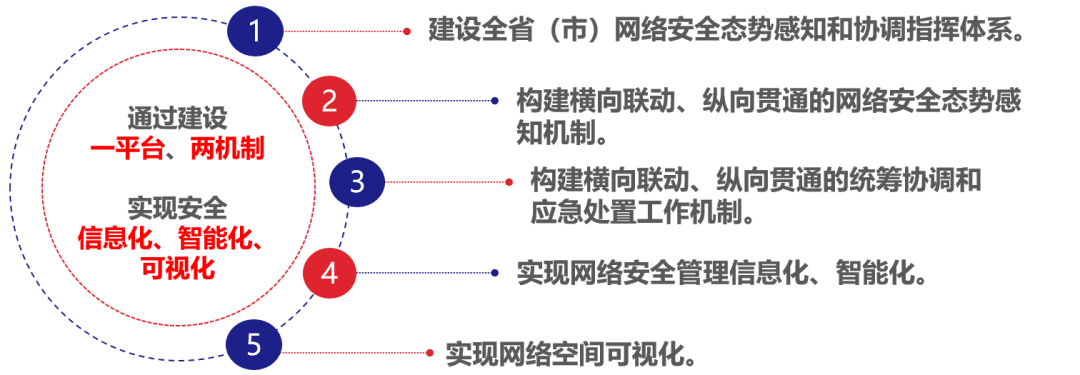 通过建设
一平台、两机制
实现安全
信息化、智能化、
可视化
1
建设全省（市）网络安全态势感知和协调指挥体系。
2
构建横向联动、纵向贯通的网络安全态势感
知机制。
3
构建横向联动、纵向贯通的统筹协调和
应急处置工作机制。
4
实现网络安全管理信息化、智能化。
5
实现网络空间可视化。